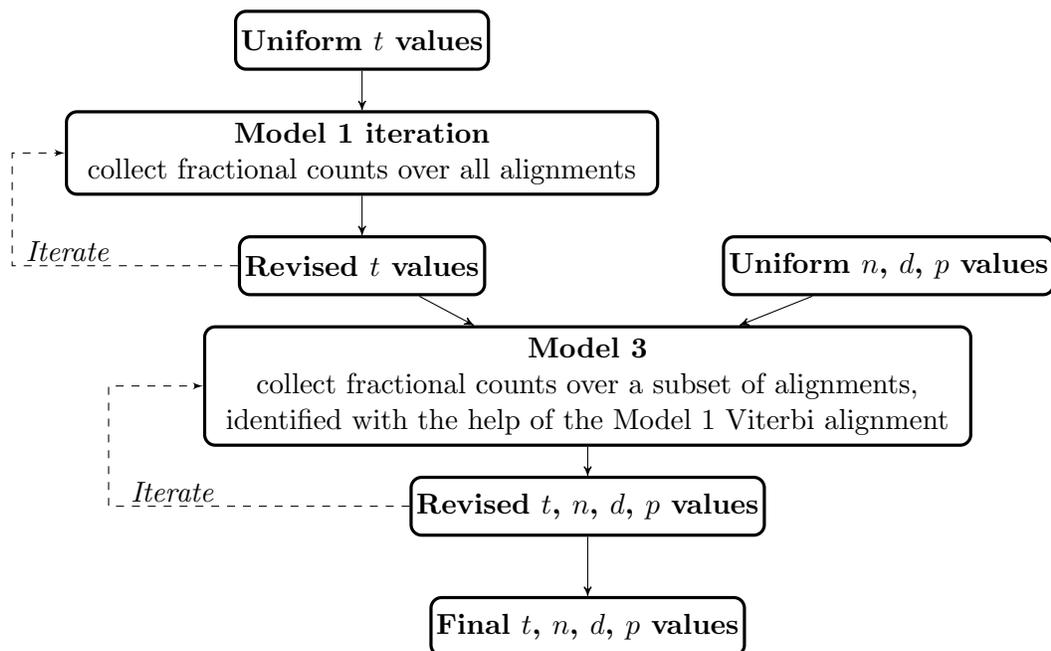 Uniform t values
Model 1 iteration
collect fractional counts over all alignments
Iterate
Revised t values
Uniform n, d, p values
Model 3
collect fractional counts over a subset of alignments,
identified with the help of the Model 1 Viterbi alignment
Iterate
Revised t, n, d, p values
Final t, n, d, p values